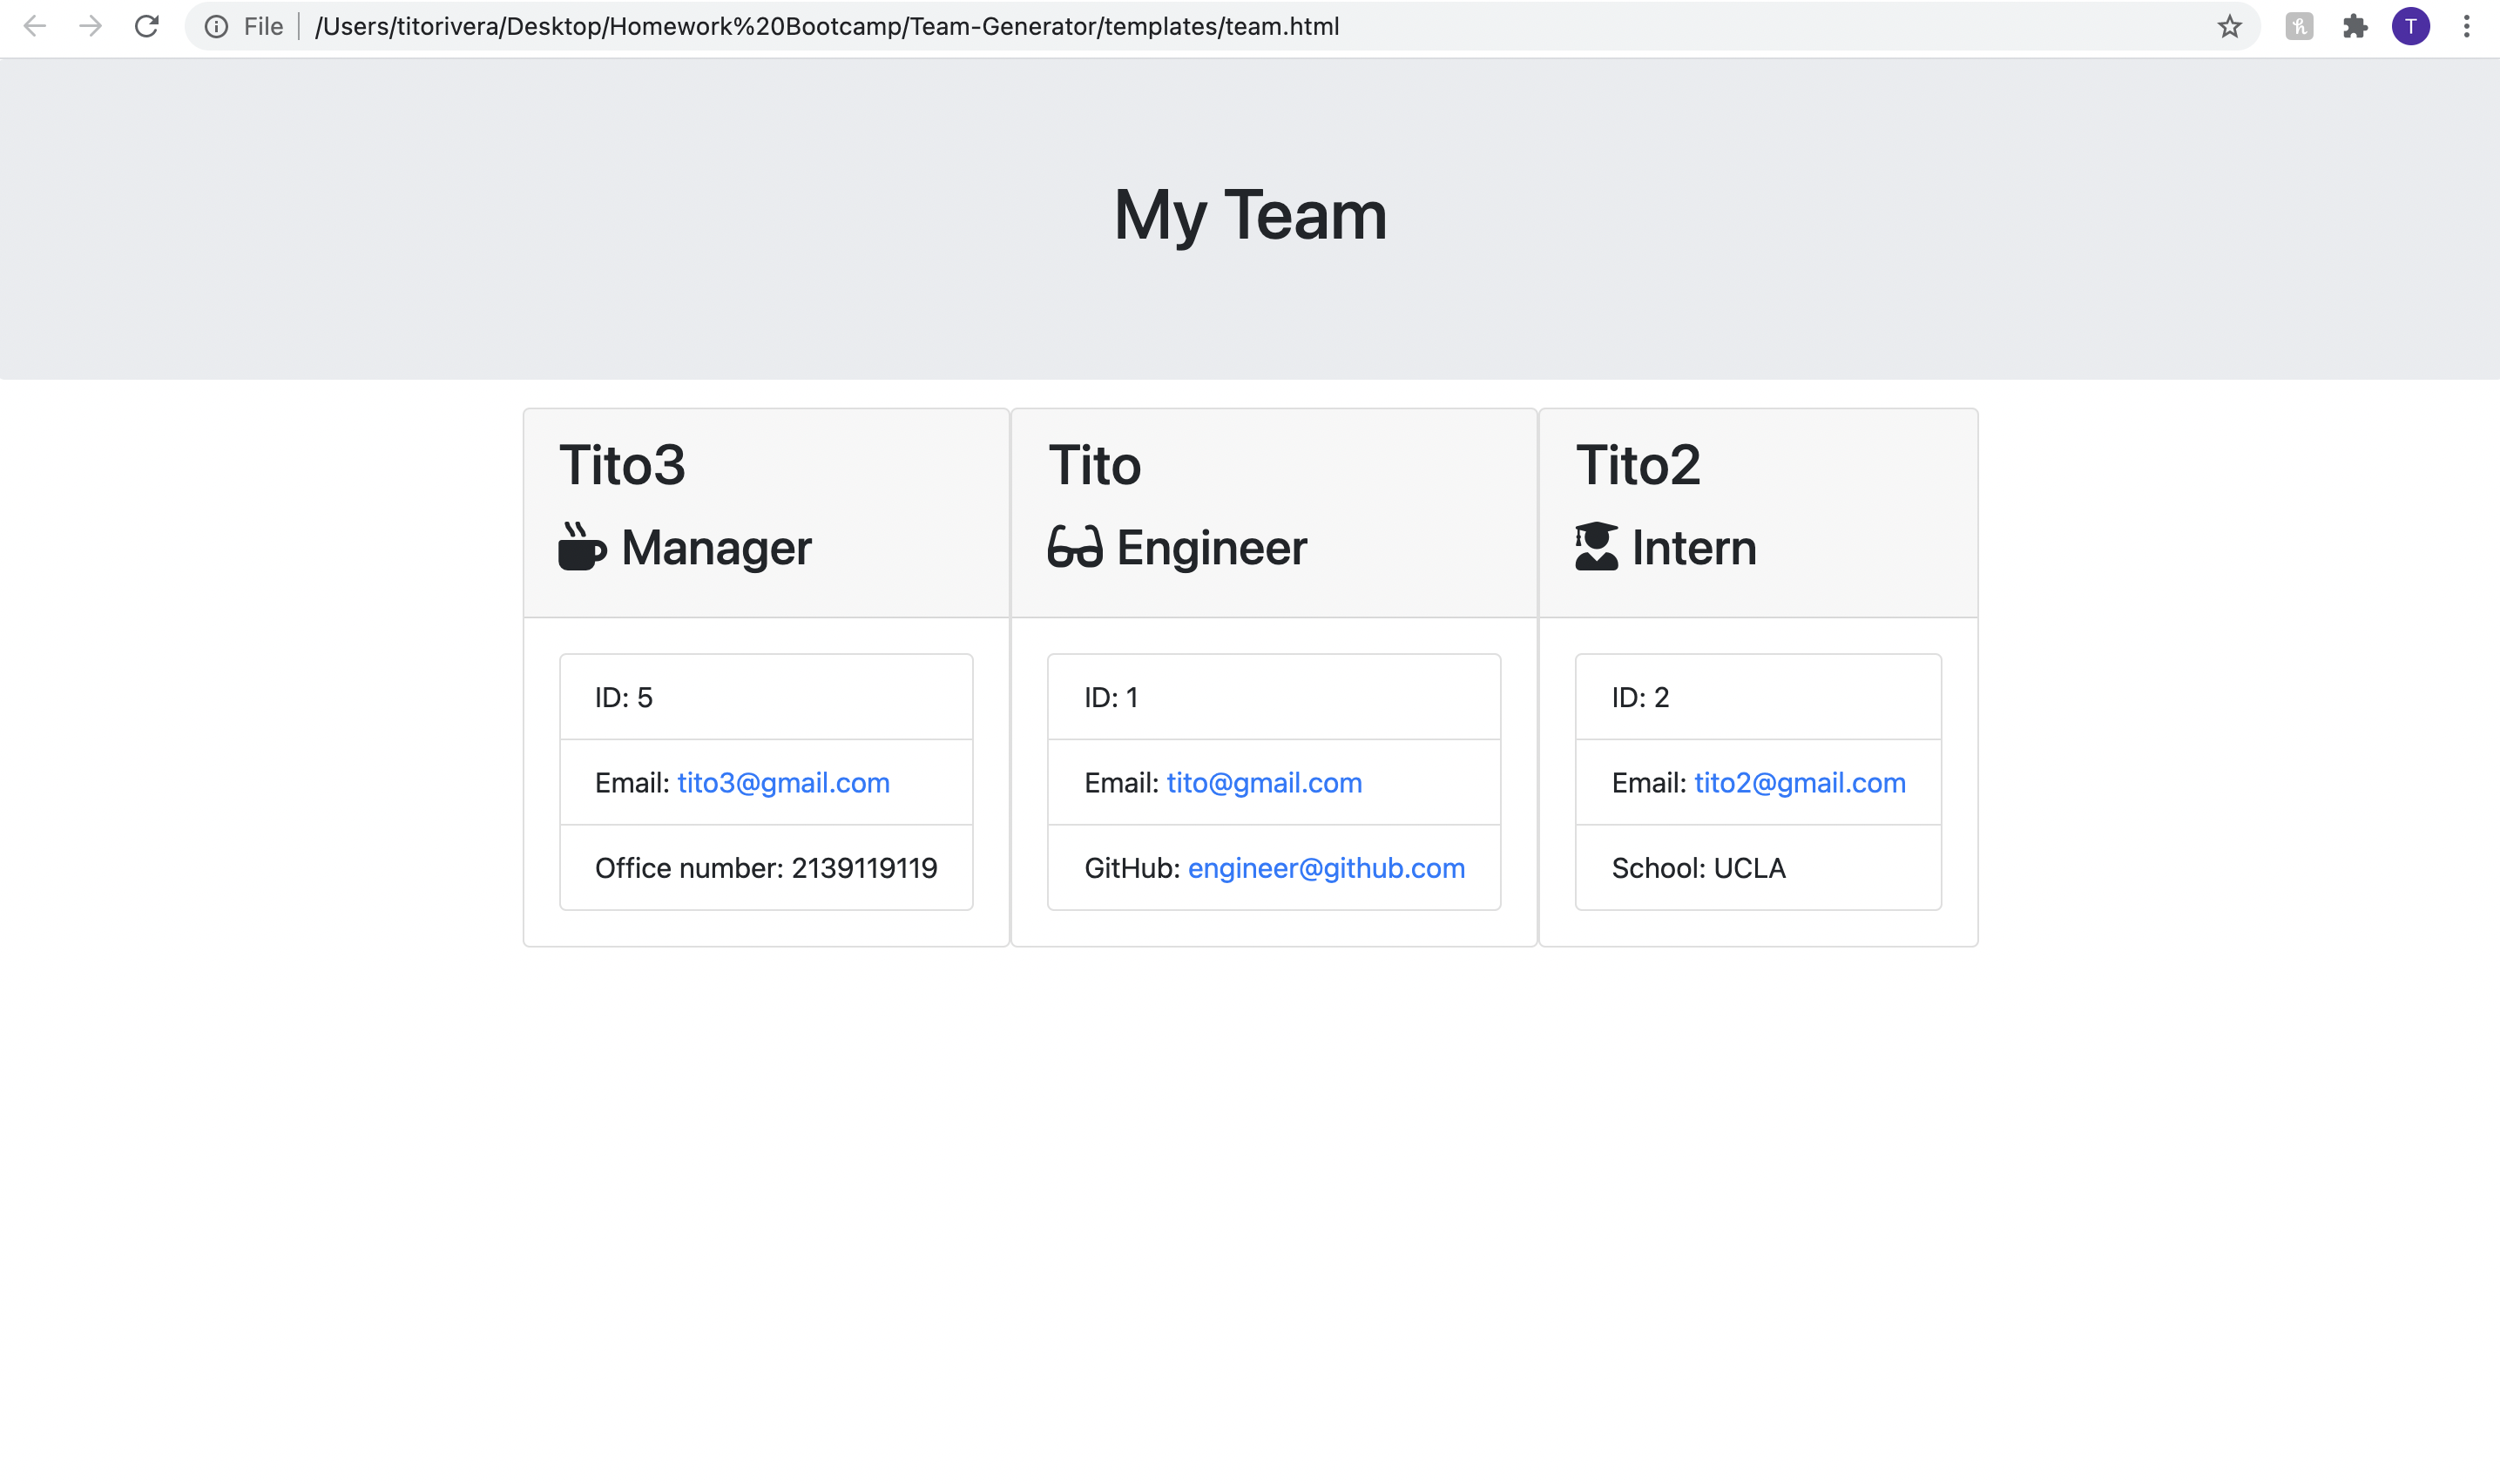 File /Users/titorivera/Desktop/Homework%20Bootcamp/Team-Generator/templates/team.html
T
My Team
Tito3
Manager
ID: 5
Email: tito3@gmail.com
Office number: 2139119119
Tito
Engineer
ID: 1
Email: tito@gmail.com
GitHub: engineer@github.com
Tito2
Intern
ID: 2
Email: tito2@gmail.com
School: UCLA